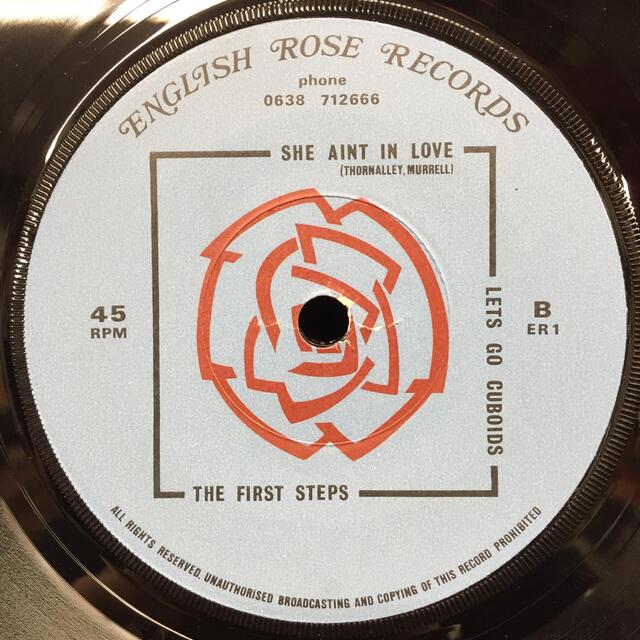 ENGLISH ROSE RECORDS
phone
0638 712666
SHE AINT IN LOVE
(THORNALLEY, MURRELL)
45
RPM
B
ER1
LETS GO CUBOIDS
THE FIRST STEPS
ALL RIGHTS RESERVED, UNAUTHORISED BROADCASTING AND COPYING OF THIS RECORD PROHIBITED